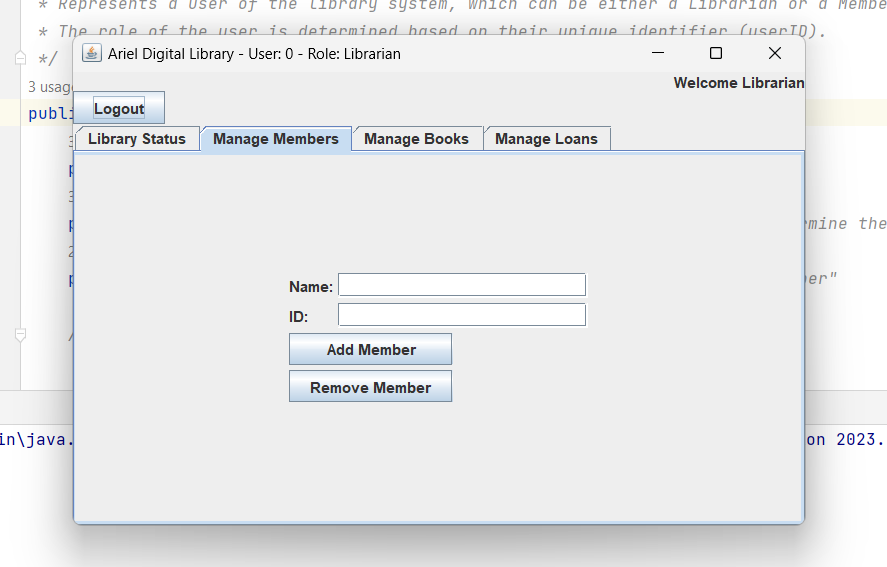 * Represents a User of the library system, which can be either a Librarian or a Membe
* The role of the user is determined based on their unique identifier (userID).
*/
Ariel Digital Library - User: 0 - Role: Librarian
3 usag
Welcome Librarian
publi
Logout
Library Status Manage Members Manage Books Manage Loans
rmine the
er"
Name:
ID:
Add Member
Remove Member
in\java. on 2023.